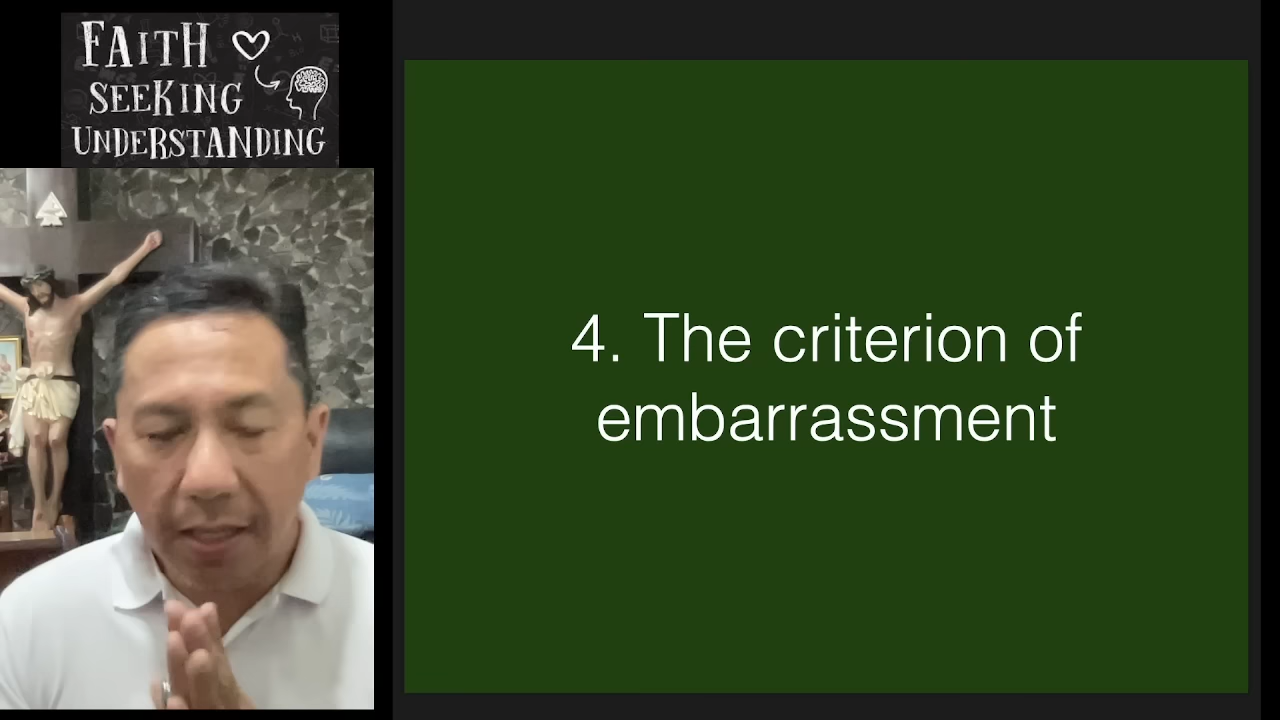 FAITH
SEEKING
UNDERSTANDING
4. The criterion of
embarrassment